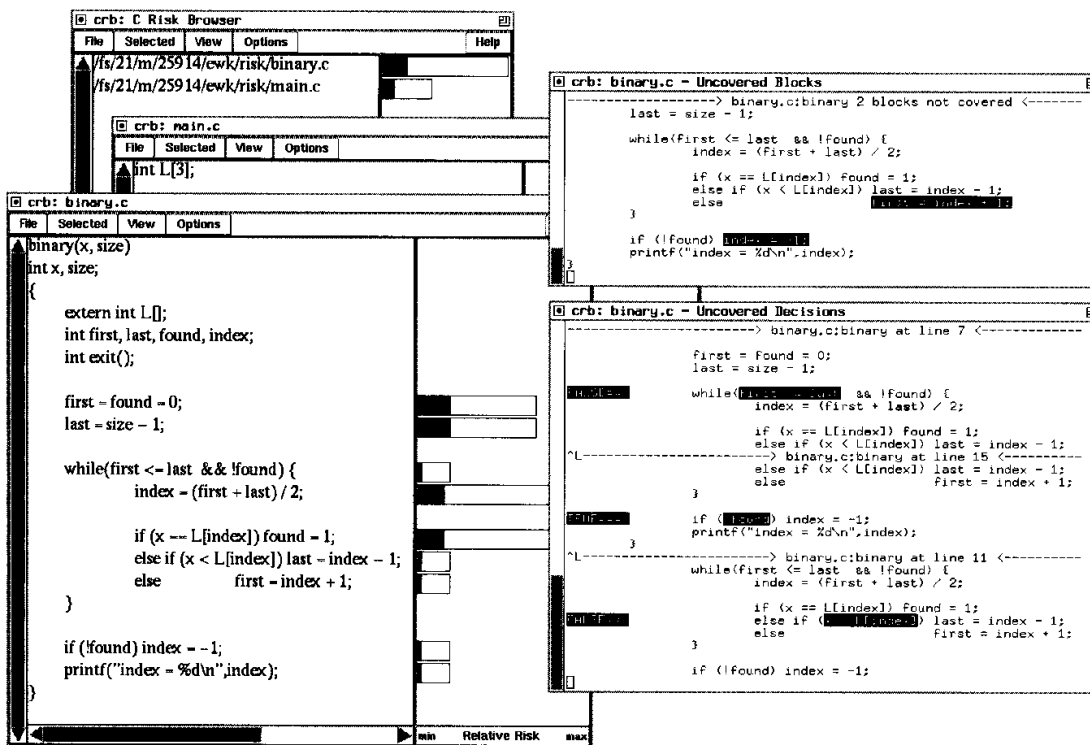 crb: C Risk Browser
File Selected View Options Help
/fs/21/m/25914/ewk/risk/binary.c
/fs/21/m/25914/ewk/risk/main.c
crb: main.c
File Selected View Options
int L[3];
crb: binary.c
File Selected View Options
binary(x, size)
int x, size;
{
extern int L[];
int first, last, found, index;
int exit();
first = found = 0;
last = size - 1;
while(first <= last && !found) {
index = (first + last) / 2;
if (x == L[index]) found = 1;
else if (x < L[index]) last = index - 1;
else first = index + 1;
}
if (!found) index = -1;
printf("index = %d\n",index);
}
min Relative Risk max
crb: binary.c - Uncovered Blocks
----------------> binary.c:binary 2 blocks not covered <-------
last = size - 1;
while(first <= last && !found) {
index = (first + last) / 2;
if (x == L[index]) found = 1;
else if (x < L[index]) last = index - 1;
else first = index + 1;
}
if (!found) index = -1;
printf("index = %d\n",index);
}
crb: binary.c - Uncovered Decisions
--------------------> binary.c:binary at line 7 <-------------
first = found = 0;
last = size - 1;
while(first <= last && !found) {
index = (first + last) / 2;
if (x == L[index]) found = 1;
else if (x < L[index]) last = index - 1;
^L--------------------> binary.c:binary at line 15 <------------
else if (x < L[index]) last = index - 1;
else first = index + 1;
}
if (!found) index = -1;
printf("index = %d\n",index);
}
^L--------------------> binary.c:binary at line 11 <----------
while(first <= last && !found) {
index = (first + last) / 2;
if (x == L[index]) found = 1;
else if (x < L[index]) last = index - 1;
else first = index + 1;
}
if (!found) index = -1;